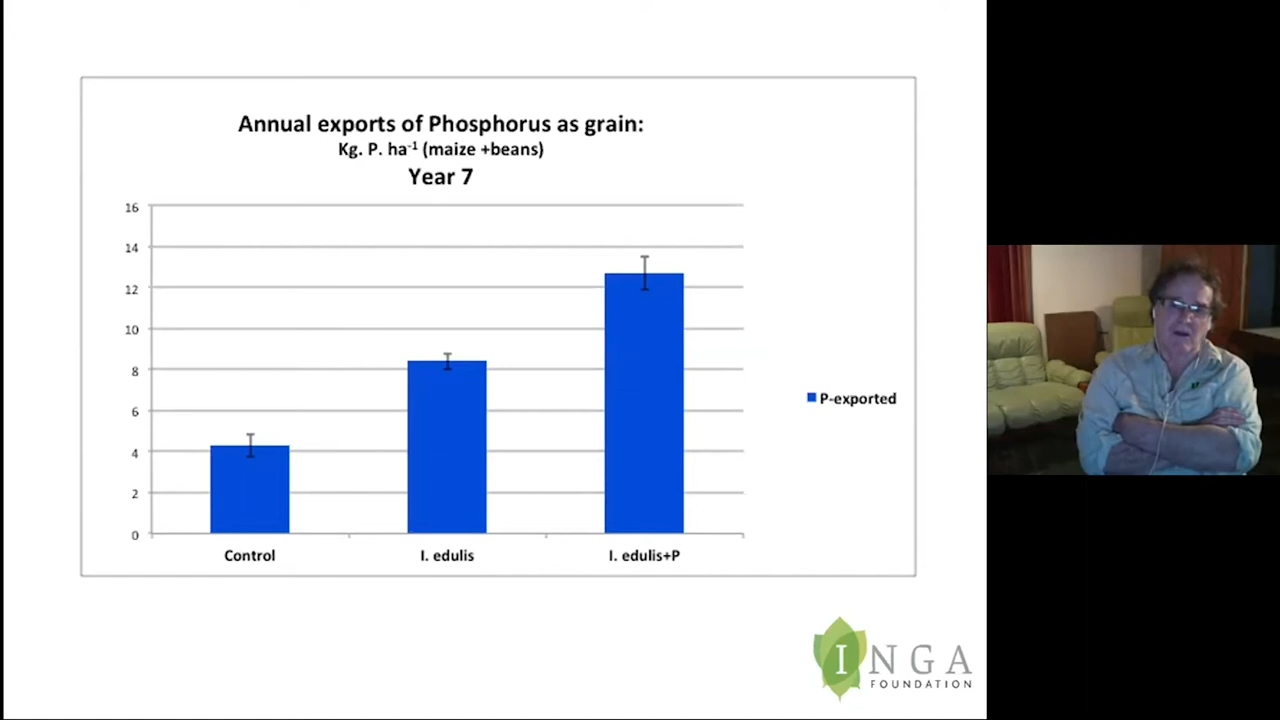 Annual exports of Phosphorus as grain:
Kg. P. ha⁻¹ (maize +beans)
Year 7
16
14
12
10
8
6
4
2
0
Control
I. edulis
I. edulis+P
P-exported
INGA
FOUNDATION